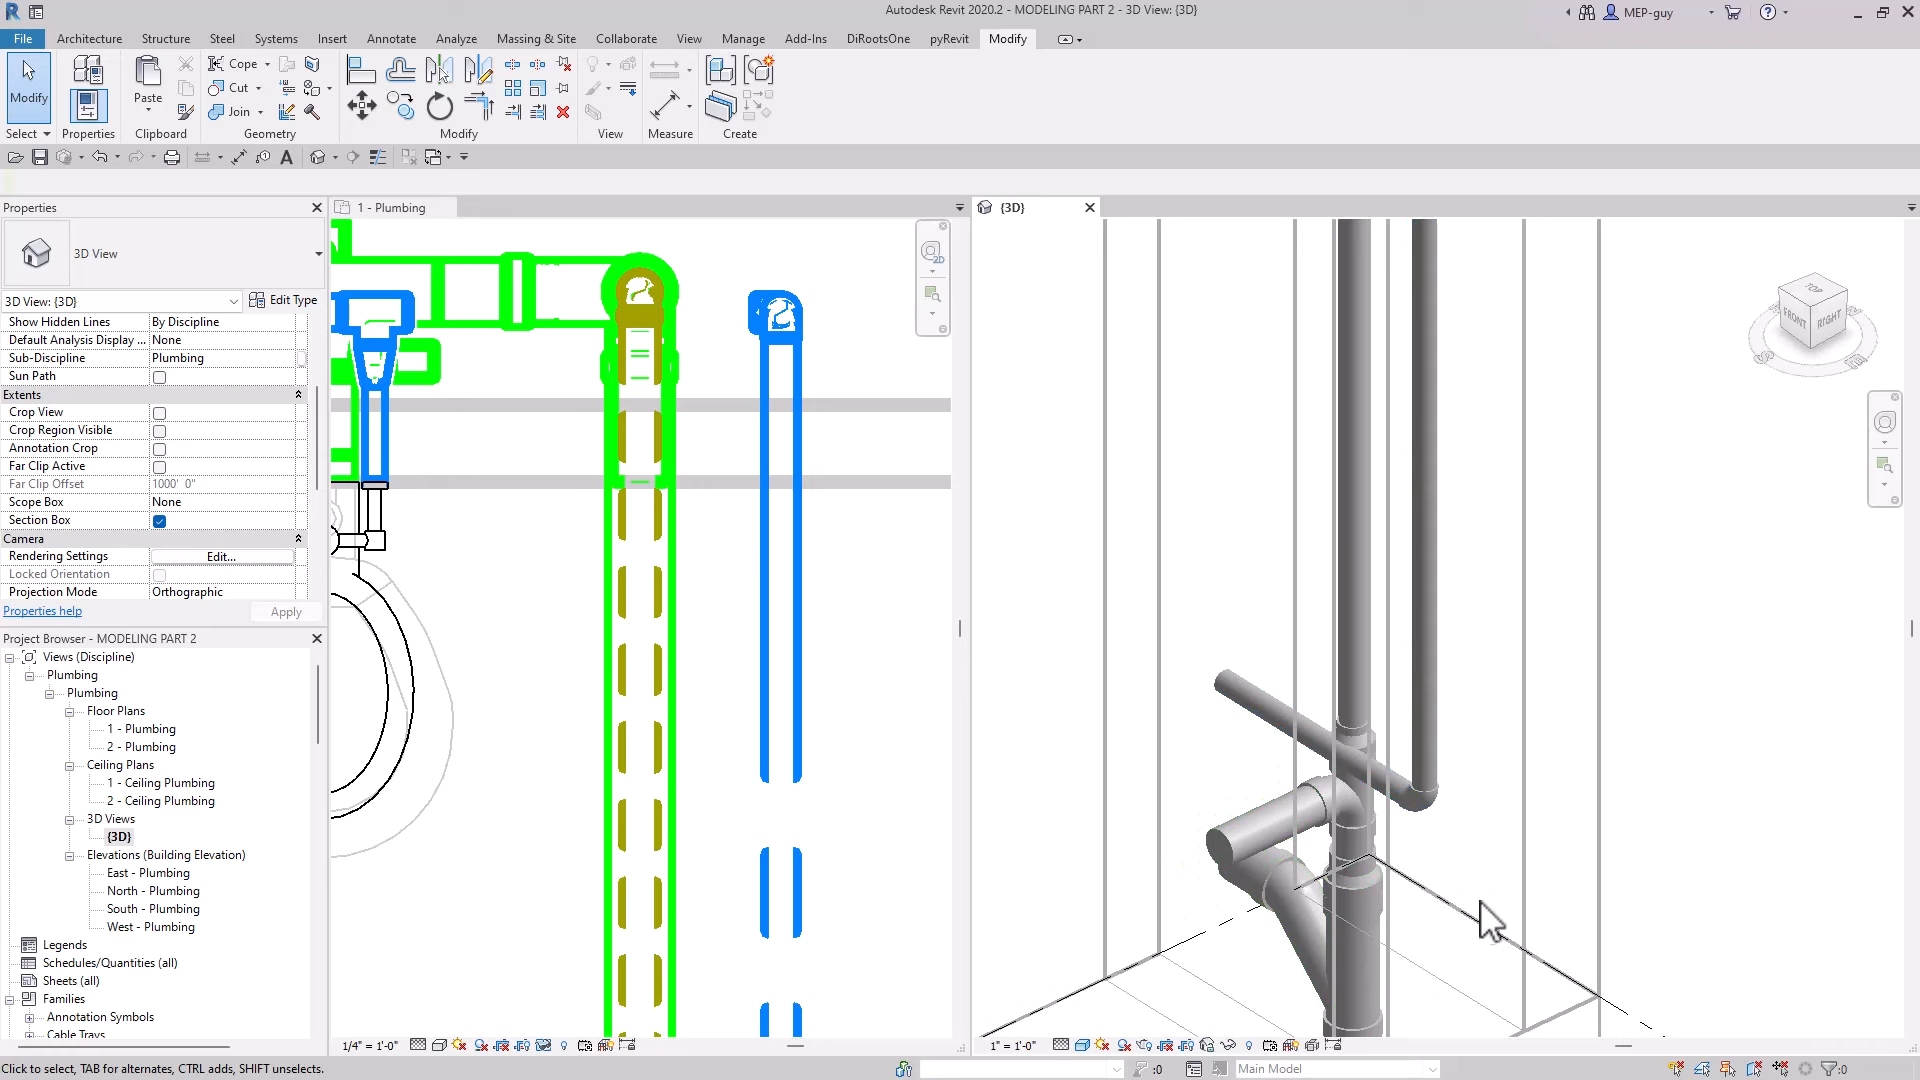 Autodesk Revit 2020.2 - MODELING PART 2 - 3D View: {3D}
MEP-guy
File Architecture Structure Steel Systems Insert Annotate Analyze Massing & Site Collaborate View Manage Add-Ins DiRootsOne pyRevit Modify
Modify
Paste
Cope
Cut
Join
Select Properties Clipboard Geometry Modify View Measure Create
Properties
3D View
3D View: {3D}
Edit Type
Show Hidden Lines By Discipline
Default Analysis Display ... None
Sub-Discipline Plumbing
Sun Path
Extents
Crop View
Crop Region Visible
Annotation Crop
Far Clip Active
Far Clip Offset 1000' 0"
Scope Box None
Section Box
Camera
Rendering Settings Edit...
Locked Orientation
Projection Mode Orthographic
Properties help
Apply
Project Browser - MODELING PART 2
Views (Discipline)
Plumbing
Plumbing
Floor Plans
1 - Plumbing
2 - Plumbing
Ceiling Plans
1 - Ceiling Plumbing
2 - Ceiling Plumbing
3D Views
{3D}
Elevations (Building Elevation)
East - Plumbing
North - Plumbing
South - Plumbing
West - Plumbing
Legends
Schedules/Quantities (all)
Sheets (all)
Families
Annotation Symbols
Cable Trays
1 - Plumbing
2D
1/4" = 1'-0"
{3D}
TOP
FRONT
RIGHT
S
E
1" = 1'-0"
Click to select, TAB for alternates, CTRL adds, SHIFT unselects.
:0
Main Model
:0